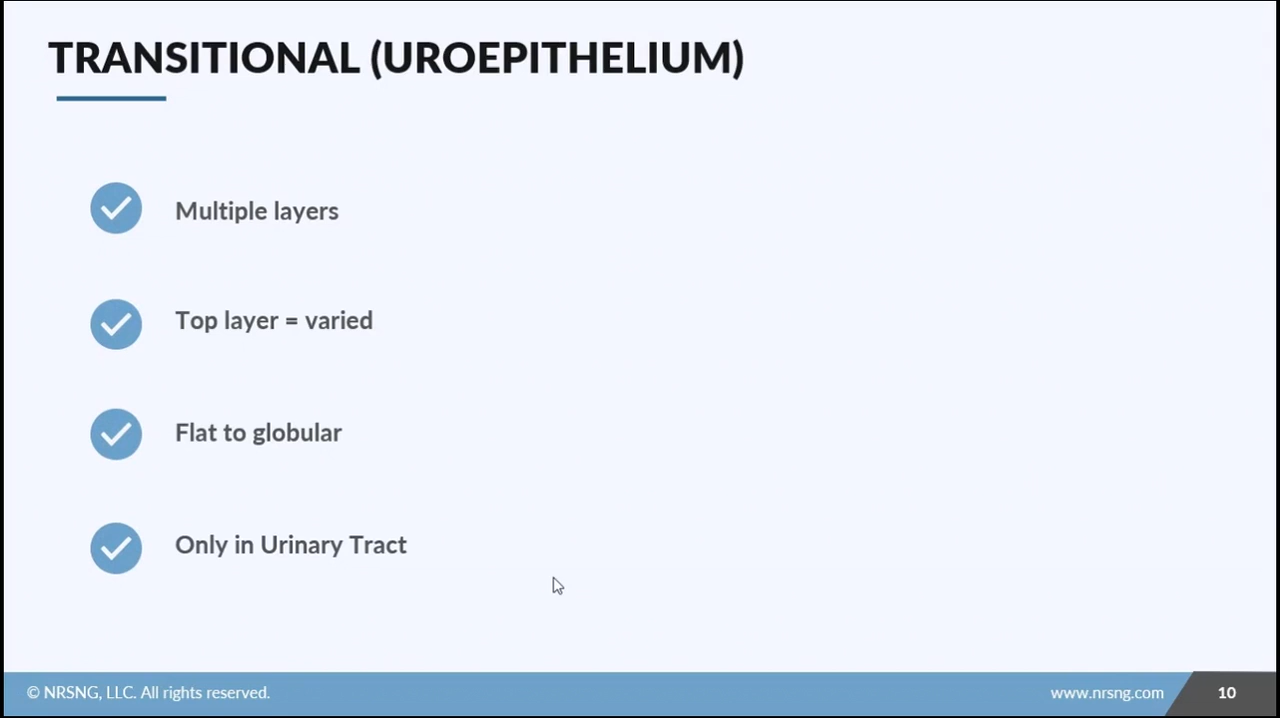 TRANSITIONAL (UROEPITHELIUM)
Multiple layers
Top layer = varied
Flat to globular
Only in Urinary Tract
© NRSNG, LLC. All rights reserved.
www.nrsng.com
10